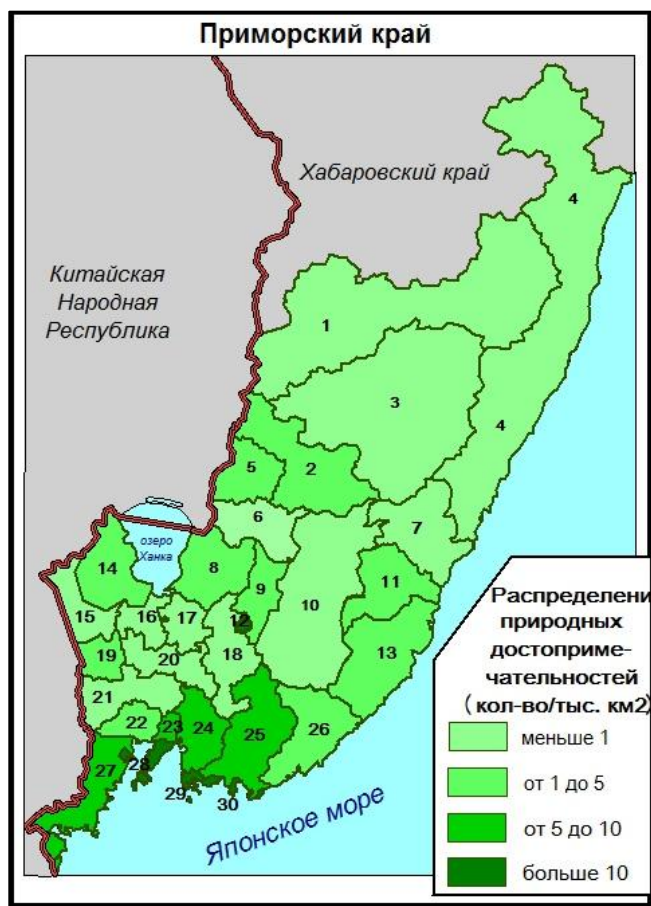 Приморский край
Хабаровский край
Китайская
Народная
Республика
4
1
3
4
5
2
6
7
озеро
Ханка
14
8
9
11
10
15
16
17
12
13
19
20
18
21
22
23
24
25
26
27
28
29
30
Японское море
Распределени
природных
достоприме-
чательностей
(кол-во/тыс. км2)
меньше 1
от 1 до 5
от 5 до 10
больше 10